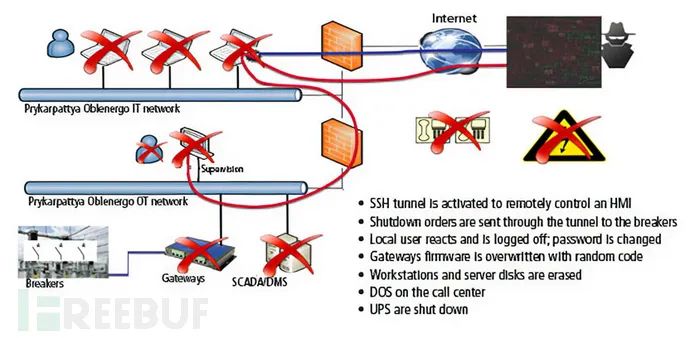 Internet
Prykarpattya Oblenergo IT network
Supervision
Prykarpattya Oblenergo OT network
Breakers
Gateways
SCADA/DMS
• SSH tunnel is activated to remotely control an HMI
• Shutdown orders are sent through the tunnel to the breakers
• Local user reacts and is logged off; password is changed
• Gateways firmware is overwritten with random code
• Workstations and server disks are erased
• DOS on the call center
• UPS are shut down
FREEBUF